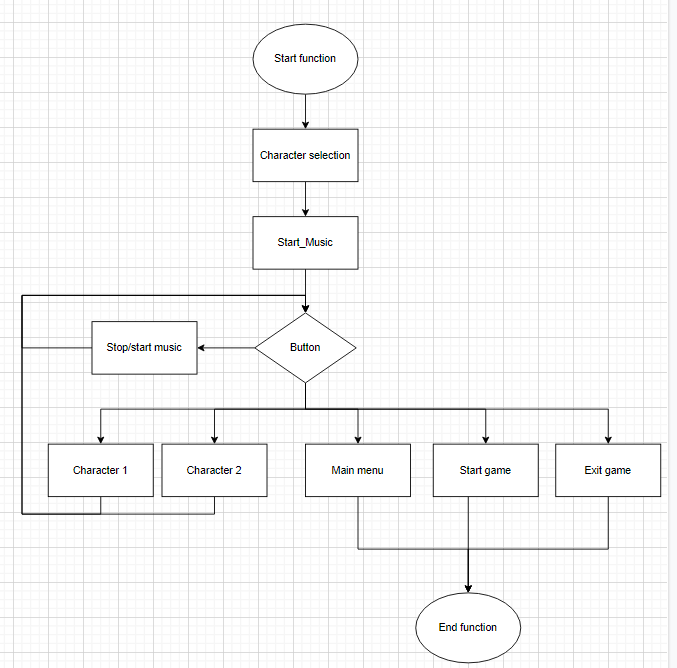 Start function
Character selection
Start_Music
Stop/start music
Button
Character 1
Character 2
Main menu
Start game
Exit game
End function